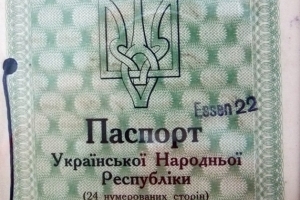 Essen 22
Паспорт
Української Народньої
Республіки
(24 нумерованих сторін)